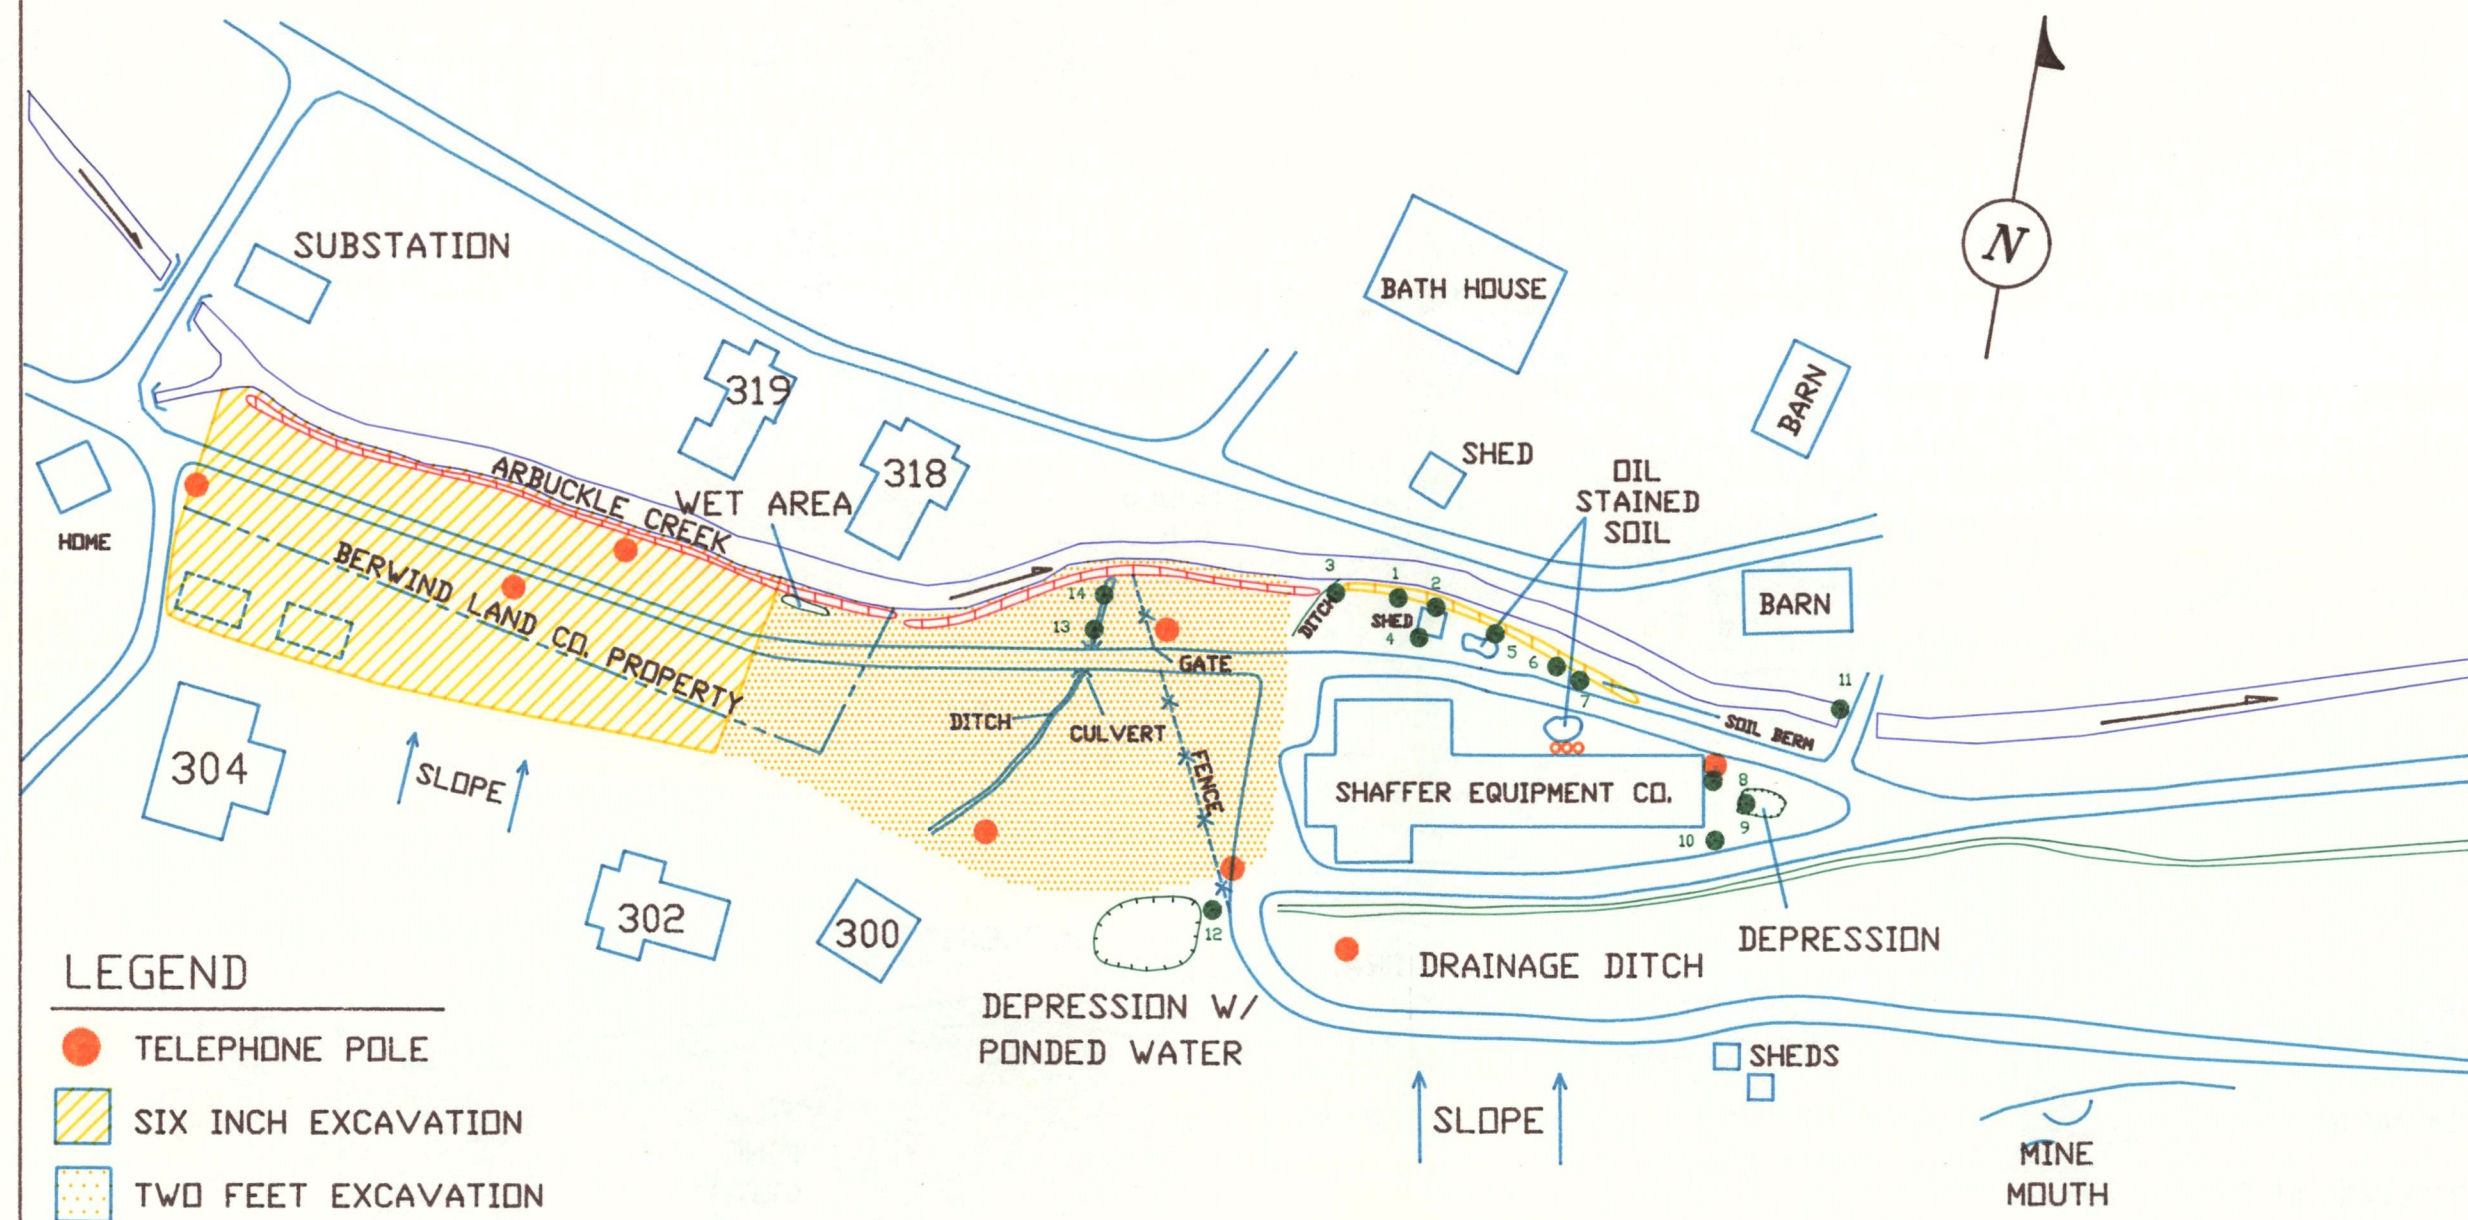 N
SUBSTATION
BATH HOUSE
BARN
319
318
SHED
OIL
STAINED
SOIL
ARBUCKLE CREEK
WET AREA
HOME
BERWIND LAND CO. PROPERTY
3
1
2
14
13
DITCH
SHED
4
5
6
7
BARN
11
GATE
DITCH
CULVERT
FENCE
SOIL BERM
304
SLOPE
SHAFFER EQUIPMENT CO.
8
9
10
302
300
12
DEPRESSION
DRAINAGE DITCH
DEPRESSION W/
PONDED WATER
SHEDS
SLOPE
MINE
MOUTH
LEGEND
TELEPHONE POLE
SIX INCH EXCAVATION
TWO FEET EXCAVATION